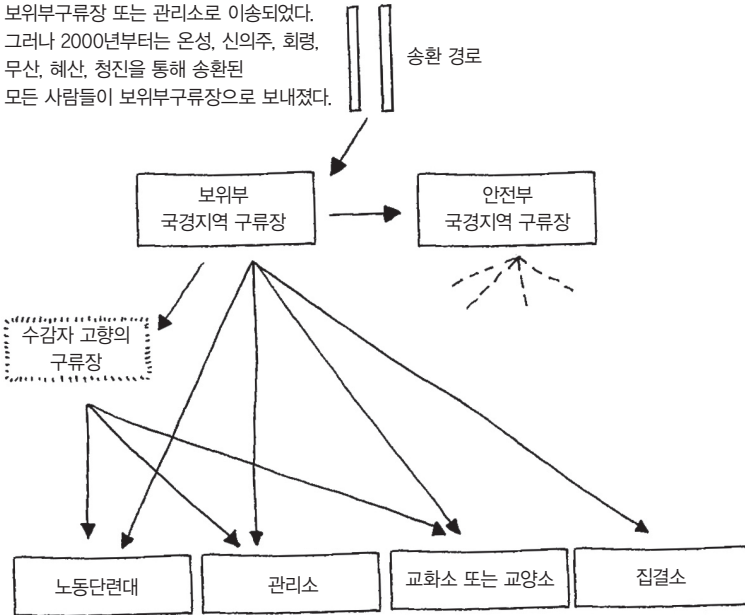 보위부구류장 또는 관리소로 이송되었다.
그러나 2000년부터는 온성, 신의주, 회령,
무산, 혜산, 청진을 통해 송환된
모든 사람들이 보위부구류장으로 보내졌다.
송환 경로
보위부
국경지역 구류장
안전부
국경지역 구류장
수감자 고향의
구류장
노동단련대
관리소
교화소 또는 교양소
집결소